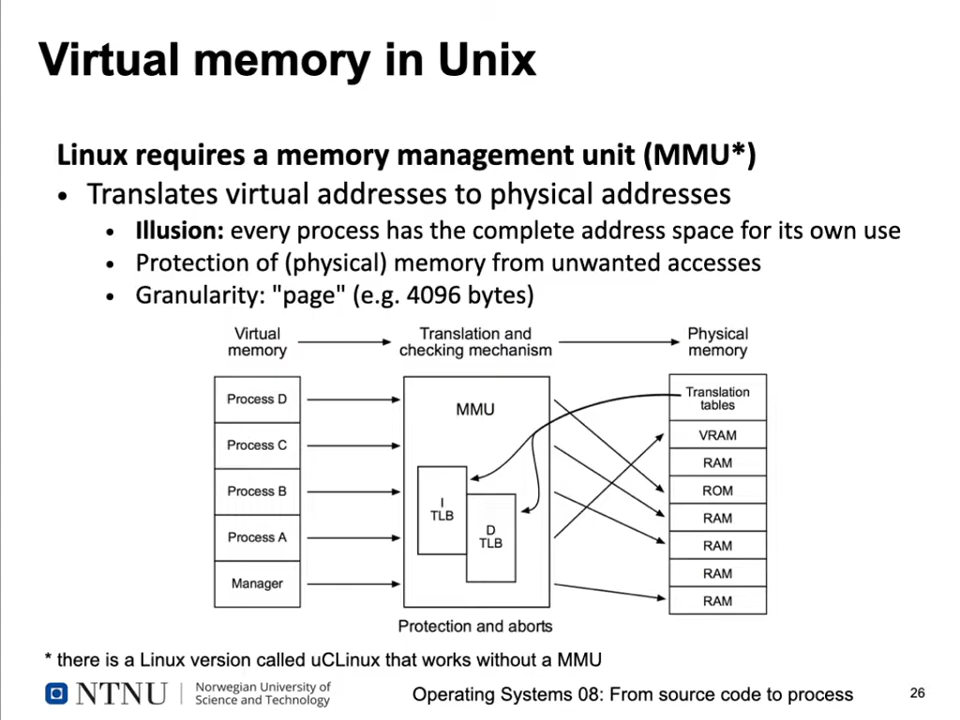 Virtual memory in Unix
Linux requires a memory management unit (MMU*)
• Translates virtual addresses to physical addresses
• Illusion: every process has the complete address space for its own use
• Protection of (physical) memory from unwanted accesses
• Granularity: "page" (e.g. 4096 bytes)
Virtual
memory
Translation and
checking mechanism
Physical
memory
Process D
Process C
Process B
Process A
Manager
MMU
I
TLB
D
TLB
Translation
tables
VRAM
RAM
ROM
RAM
RAM
RAM
RAM
Protection and aborts
* there is a Linux version called uCLinux that works without a MMU
NTNU
Norwegian University of
Science and Technology
Operating Systems 08: From source code to process
26